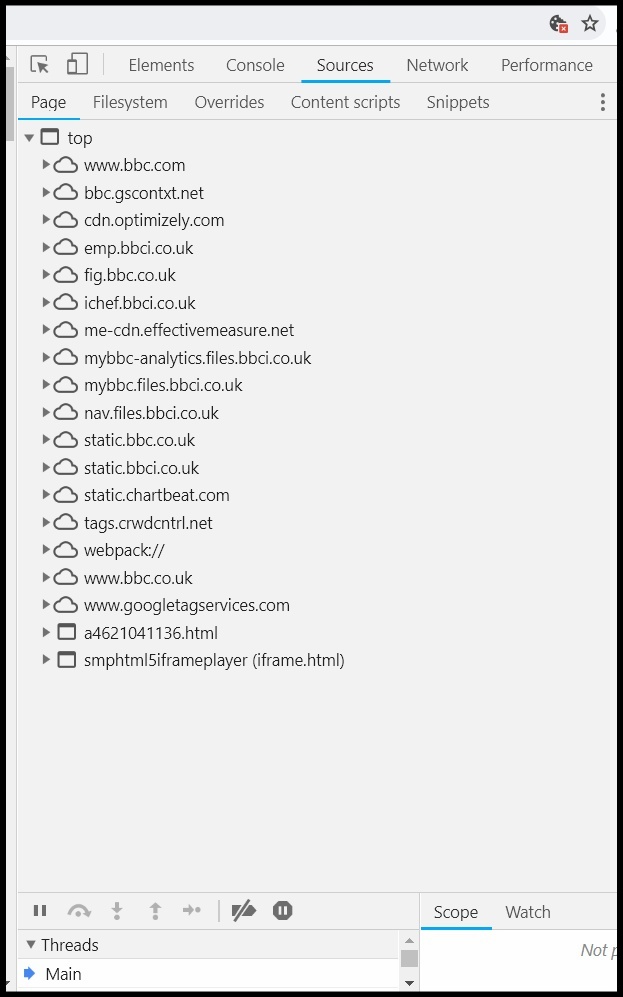 Elements Console Sources Network Performance
Page Filesystem Overrides Content scripts Snippets
top
www.bbc.com
bbc.gscontxt.net
cdn.optimizely.com
emp.bbci.co.uk
fig.bbc.co.uk
ichef.bbci.co.uk
me-cdn.effectivemeasure.net
mybbc-analytics.files.bbci.co.uk
mybbc.files.bbci.co.uk
nav.files.bbci.co.uk
static.bbc.co.uk
static.bbci.co.uk
static.chartbeat.com
tags.crwdcntrl.net
webpack://
www.bbc.co.uk
www.googletagservices.com
a4621041136.html
smphtml5iframeplayer (iframe.html)
Scope Watch
Threads
Not p
Main